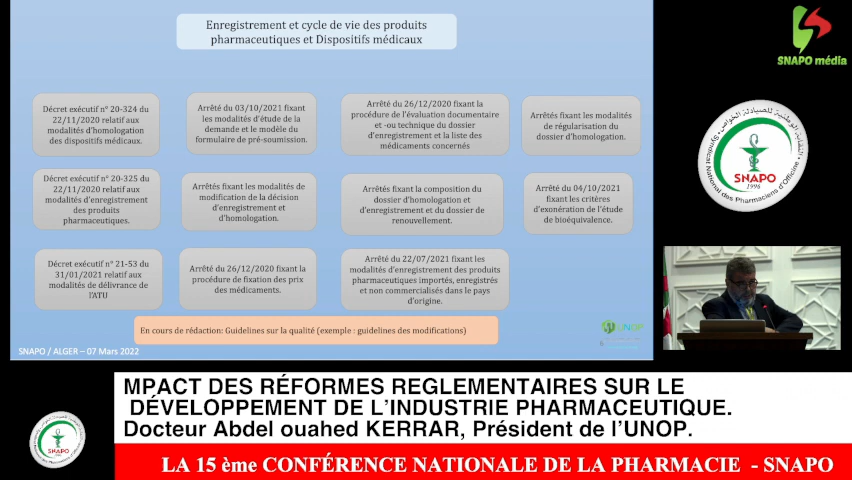 Enregistrement et cycle de vie des produits
pharmaceutiques et Dispositifs médicaux
SNAPO média
Décret exécutif n° 20-324 du
22/11/2020 relatif aux
modalités d'homologation
des dispositifs médicaux.
Arrêté du 03/10/2021 fixant
les modalités d'étude de la
demande et le modèle du
formulaire de pré-soumission.
Arrêté du 26/12/2020 fixant la
procédure de l'évaluation documentaire
et -ou technique du dossier
d'enregistrement et la liste des
médicaments concernés
Arrêtés fixant les modalités
de régularisation du
dossier d'homologation.
Décret exécutif n° 20-325 du
22/11/2020 relatif aux
modalités d'enregistrement
des produits
pharmaceutiques.
Arrêtés fixant les modalités de
modification de la décision
d'enregistrement et
d'homologation.
Arrêtés fixant la composition du
dossier d'homologation et
d'enregistrement et du dossier de
renouvellement.
Arrêté du 04/10/2021
fixant les critères
d'exonération de l'étude
de bioéquivalence.
Décret exécutif n° 21-53 du
31/01/2021 relatif aux
modalités de délivrance de
l'ATU
Arrêté du 26/12/2020 fixant la
procédure de fixation des prix
des médicaments.
Arrêté du 22/07/2021 fixant les
modalités d'enregistrement des produits
pharmaceutiques importés, enregistrés
et non commercialisés dans le pays
d'origine.
En cours de rédaction: Guidelines sur la qualité (exemple : guidelines des modifications)
UNOP
SNAPO / ALGER – 07 Mars 2022
النقابة الوطنية للصيادلة الخواص
SNAPO
1996
Syndicat National des Pharmaciens d'Officine
MPACT DES RÉFORMES REGLEMENTAIRES SUR LE
DÉVELOPPEMENT DE L'INDUSTRIE PHARMACEUTIQUE.
Docteur Abdel ouahed KERRAR, Président de l'UNOP.
SNAPO
LA 15 ème CONFÉRENCE NATIONALE DE LA PHARMACIE - SNAPO